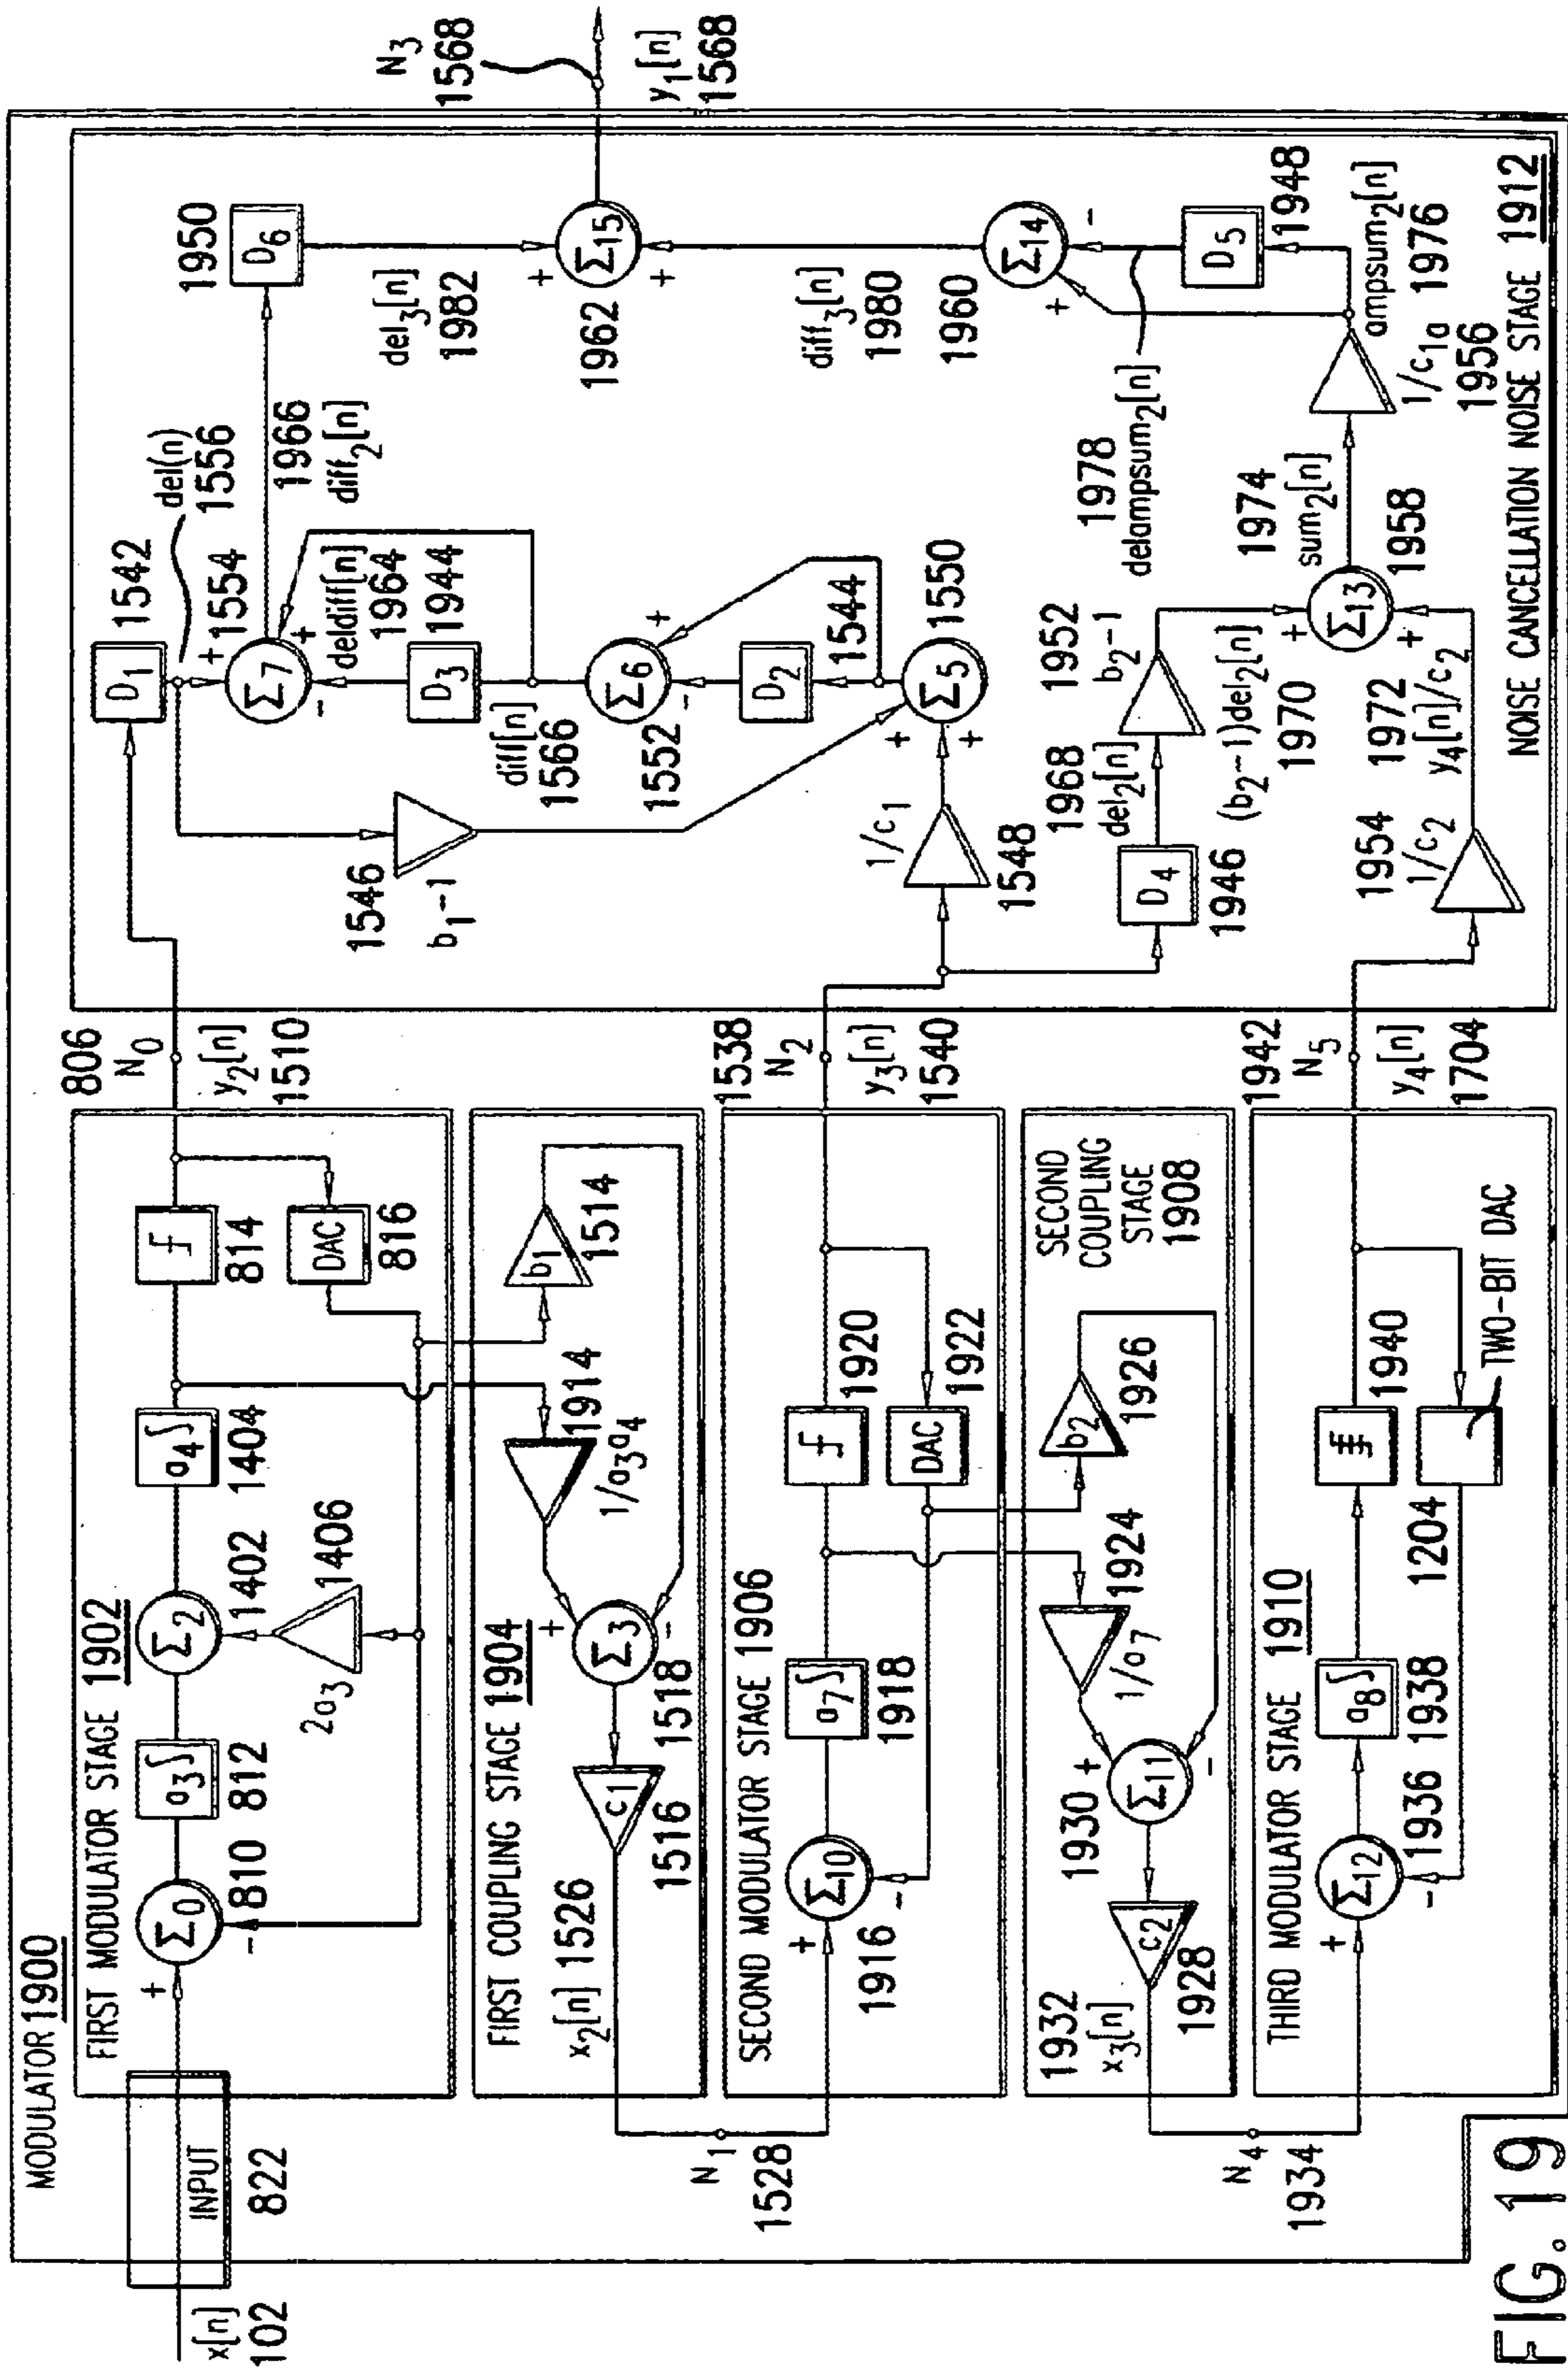 MODULATOR 1900
x[n]
102
INPUT
822
FIRST MODULATOR STAGE 1902
+
Σ0
-
810
a3∫
812
Σ2
1402
2a3
1406
a4∫
1404
814
DAC
816
806
N0
y2[n]
1510
FIRST COUPLING STAGE 1904
x2[n] 1526
c1
1516
+
Σ3
-
1518
1914
1/a3a4
b1
1514
N1
1528
SECOND MODULATOR STAGE 1906
+
Σ10
-
1916
a7∫
1918
1920
DAC
1922
1538
N2
y3[n]
1540
SECOND
COUPLING
STAGE
1908
1932
x3[n]
c2
1928
1930
+
Σ11
-
1/a7
1924
b2
1926
N4
1934
THIRD MODULATOR STAGE 1910
+
Σ12
-
1936
a8∫
1938
1940
1204
TWO-BIT DAC
1942
N5
y4[n]
1704
NOISE CANCELLATION NOISE STAGE 1912
D1
1542
del(n)
1556
1546
b1-1
+
Σ7
+
-
1554
1966
diff2[n]
deldiff[n]
1964
D3
1944
diff[n]
1566
Σ6
+
-
1552
D2
1544
+
Σ5
+
1550
1/c1
1548
D4
1946
1968
del2[n]
1952
b2-1
(b2-1)del2[n]
1970
1954
1/c2
1972
y4[n]/c2
+
Σ13
+
1958
1974
sum2[n]
1/c1a
1956
ampsum2[n]
1976
D5
1948
1978
delampsum2[n]
+
Σ14
-
1960
diff3[n]
1980
1950
D6
del3[n]
1982
+
Σ15
+
1962
N3
1568
y1[n]
1568
FIG. 19